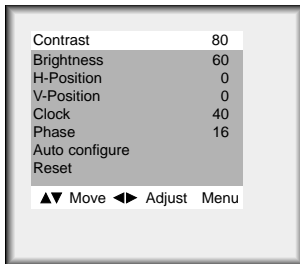 Contrast 80
Brightness 60
H-Position 0
V-Position 0
Clock 40
Phase 16
Auto configure
Reset
▲▼ Move ◀▶ Adjust Menu